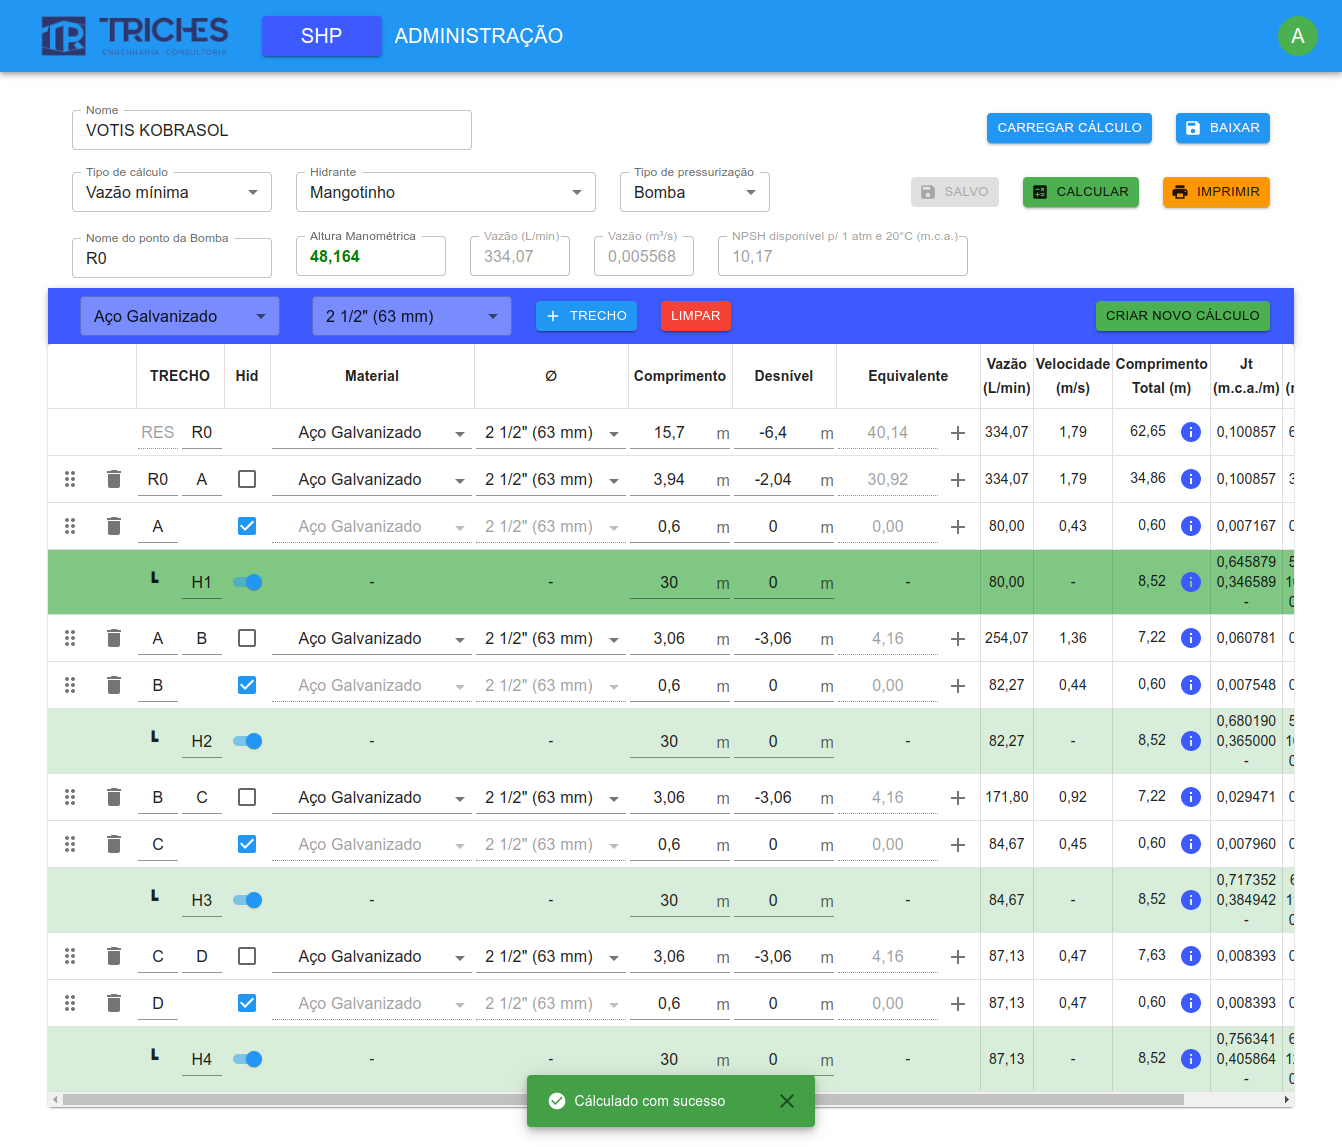 TRICHES
ENGENHARIA · CONSULTORIA
SHP
ADMINISTRAÇÃO
A
Nome
VOTIS KOBRASOL
CARREGAR CÁLCULO
BAIXAR
Tipo de cálculo
Vazão mínima
Hidrante
Mangotinho
Tipo de pressurização
Bomba
SALVO
CALCULAR
IMPRIMIR
Nome do ponto da Bomba
R0
Altura Manométrica
48,164
Vazão (L/min)
334,07
Vazão (m³/s)
0,005568
NPSH disponível p/ 1 atm e 20°C (m.c.a.)
10,17
Aço Galvanizado
2 1/2" (63 mm)
+ TRECHO
LIMPAR
CRIAR NOVO CÁLCULO
TRECHO Hid Material ∅ Comprimento Desnível Equivalente Vazão (L/min) Velocidade (m/s) Comprimento Total (m) Jt (m.c.a./m)
RES R0 Aço Galvanizado 2 1/2" (63 mm) 15,7 m -6,4 m 40,14 + 334,07 1,79 62,65 i 0,100857
R0 A Aço Galvanizado 2 1/2" (63 mm) 3,94 m -2,04 m 30,92 + 334,07 1,79 34,86 i 0,100857
A Aço Galvanizado 2 1/2" (63 mm) 0,6 m 0 m 0,00 + 80,00 0,43 0,60 i 0,007167
┗ H1 - - 30 m 0 m - 80,00 - 8,52 i 0,645879 0,346589 -
A B Aço Galvanizado 2 1/2" (63 mm) 3,06 m -3,06 m 4,16 + 254,07 1,36 7,22 i 0,060781
B Aço Galvanizado 2 1/2" (63 mm) 0,6 m 0 m 0,00 + 82,27 0,44 0,60 i 0,007548
┗ H2 - - 30 m 0 m - 82,27 - 8,52 i 0,680190 0,365000 -
B C Aço Galvanizado 2 1/2" (63 mm) 3,06 m -3,06 m 4,16 + 171,80 0,92 7,22 i 0,029471
C Aço Galvanizado 2 1/2" (63 mm) 0,6 m 0 m 0,00 + 84,67 0,45 0,60 i 0,007960
┗ H3 - - 30 m 0 m - 84,67 - 8,52 i 0,717352 0,384942 -
C D Aço Galvanizado 2 1/2" (63 mm) 3,06 m -3,06 m 4,16 + 87,13 0,47 7,63 i 0,008393
D Aço Galvanizado 2 1/2" (63 mm) 0,6 m 0 m 0,00 + 87,13 0,47 0,60 i 0,008393
┗ H4 - - 30 m 0 m - 87,13 - 8,52 i 0,756341 0,405864 -
Cálculado com sucesso